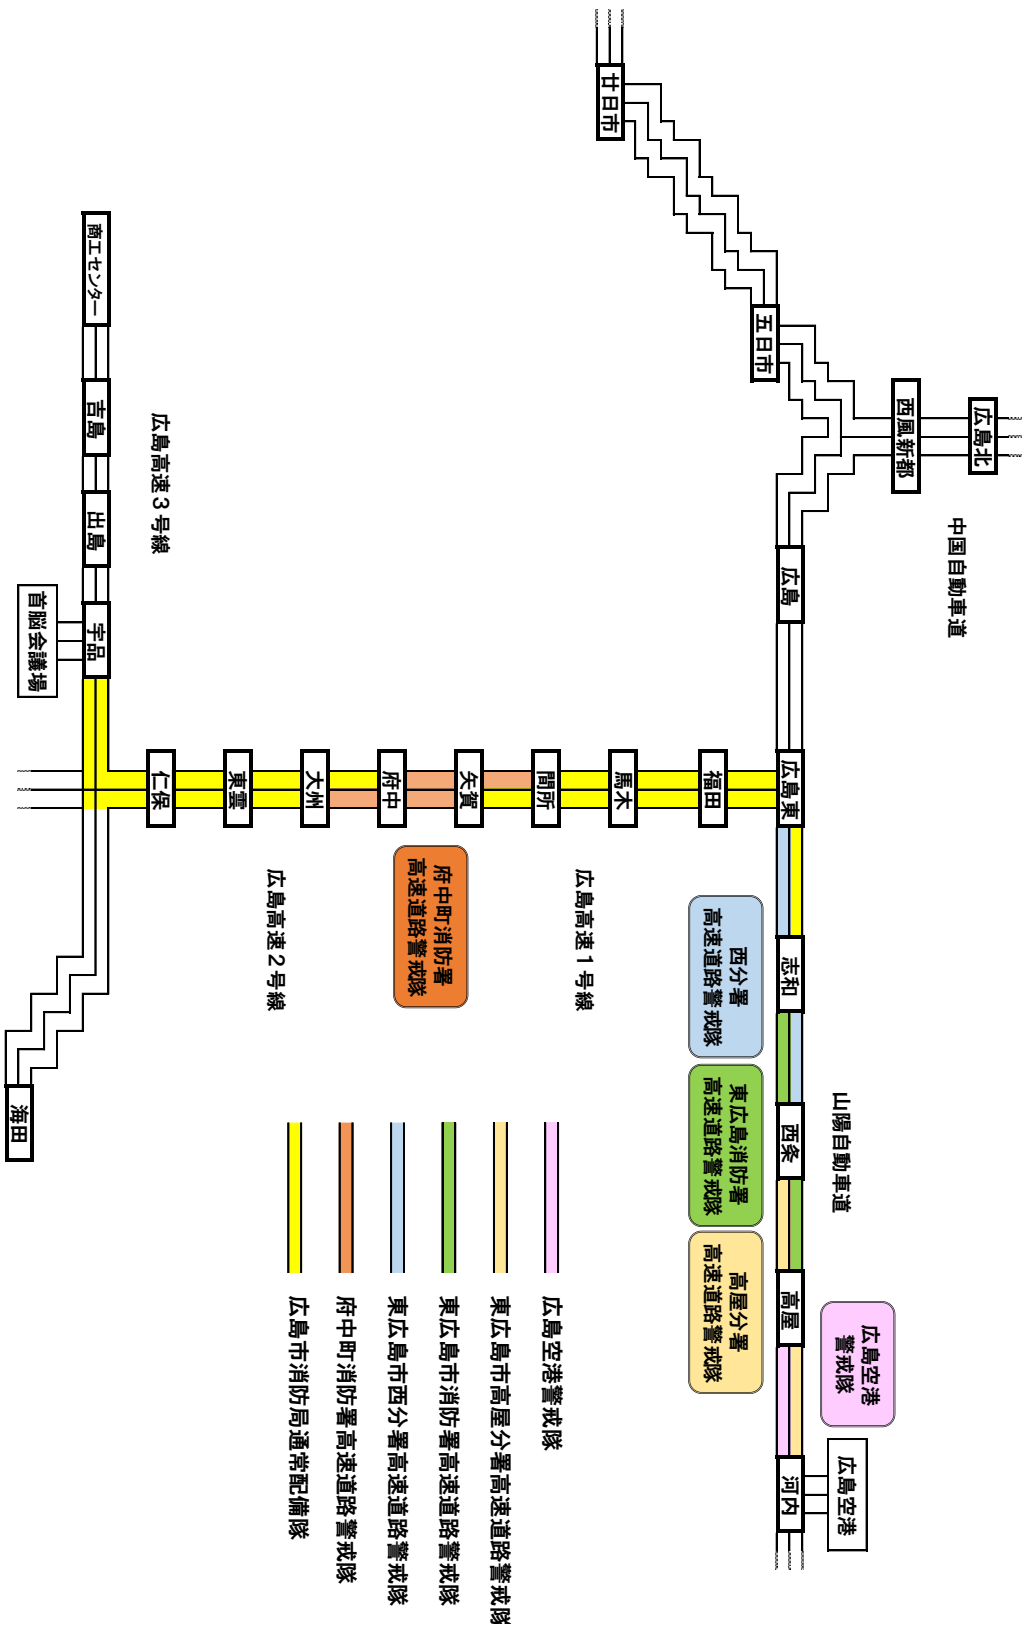 広島北
中国自動車道
西風新都
広島空港
警戒隊
山陽自動車道
広島空港
五日市
広島
広島東
志和
西条
高屋
河内
西分署
高速道路警戒隊
東広島消防署
高速道路警戒隊
高屋分署
高速道路警戒隊
福田
廿日市
馬木
広島高速１号線
間所
矢賀
府中町消防署
高速道路警戒隊
府中
大州
広島高速２号線
東雲
仁保
広島高速３号線
商工センター
吉島
出島
宇品
首脳会議場
海田
広島空港警戒隊
東広島市高屋分署高速道路警戒隊
東広島市消防署高速道路警戒隊
東広島市西分署高速道路警戒隊
府中町消防署高速道路警戒隊
広島市消防局通常配備隊